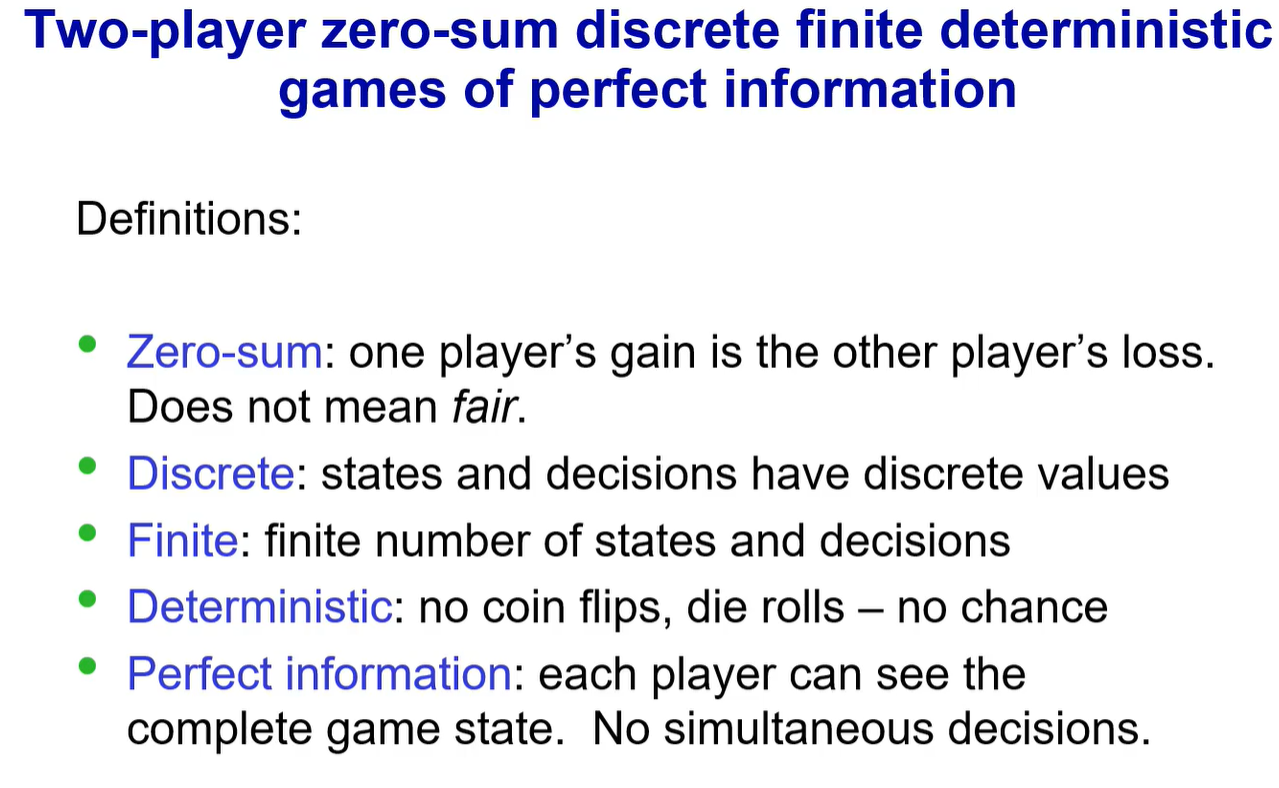 Two-player zero-sum discrete finite deterministic
games of perfect information
Definitions:
• Zero-sum: one player’s gain is the other player’s loss.
Does not mean fair.
• Discrete: states and decisions have discrete values
• Finite: finite number of states and decisions
• Deterministic: no coin flips, die rolls – no chance
• Perfect information: each player can see the
complete game state.  No simultaneous decisions.